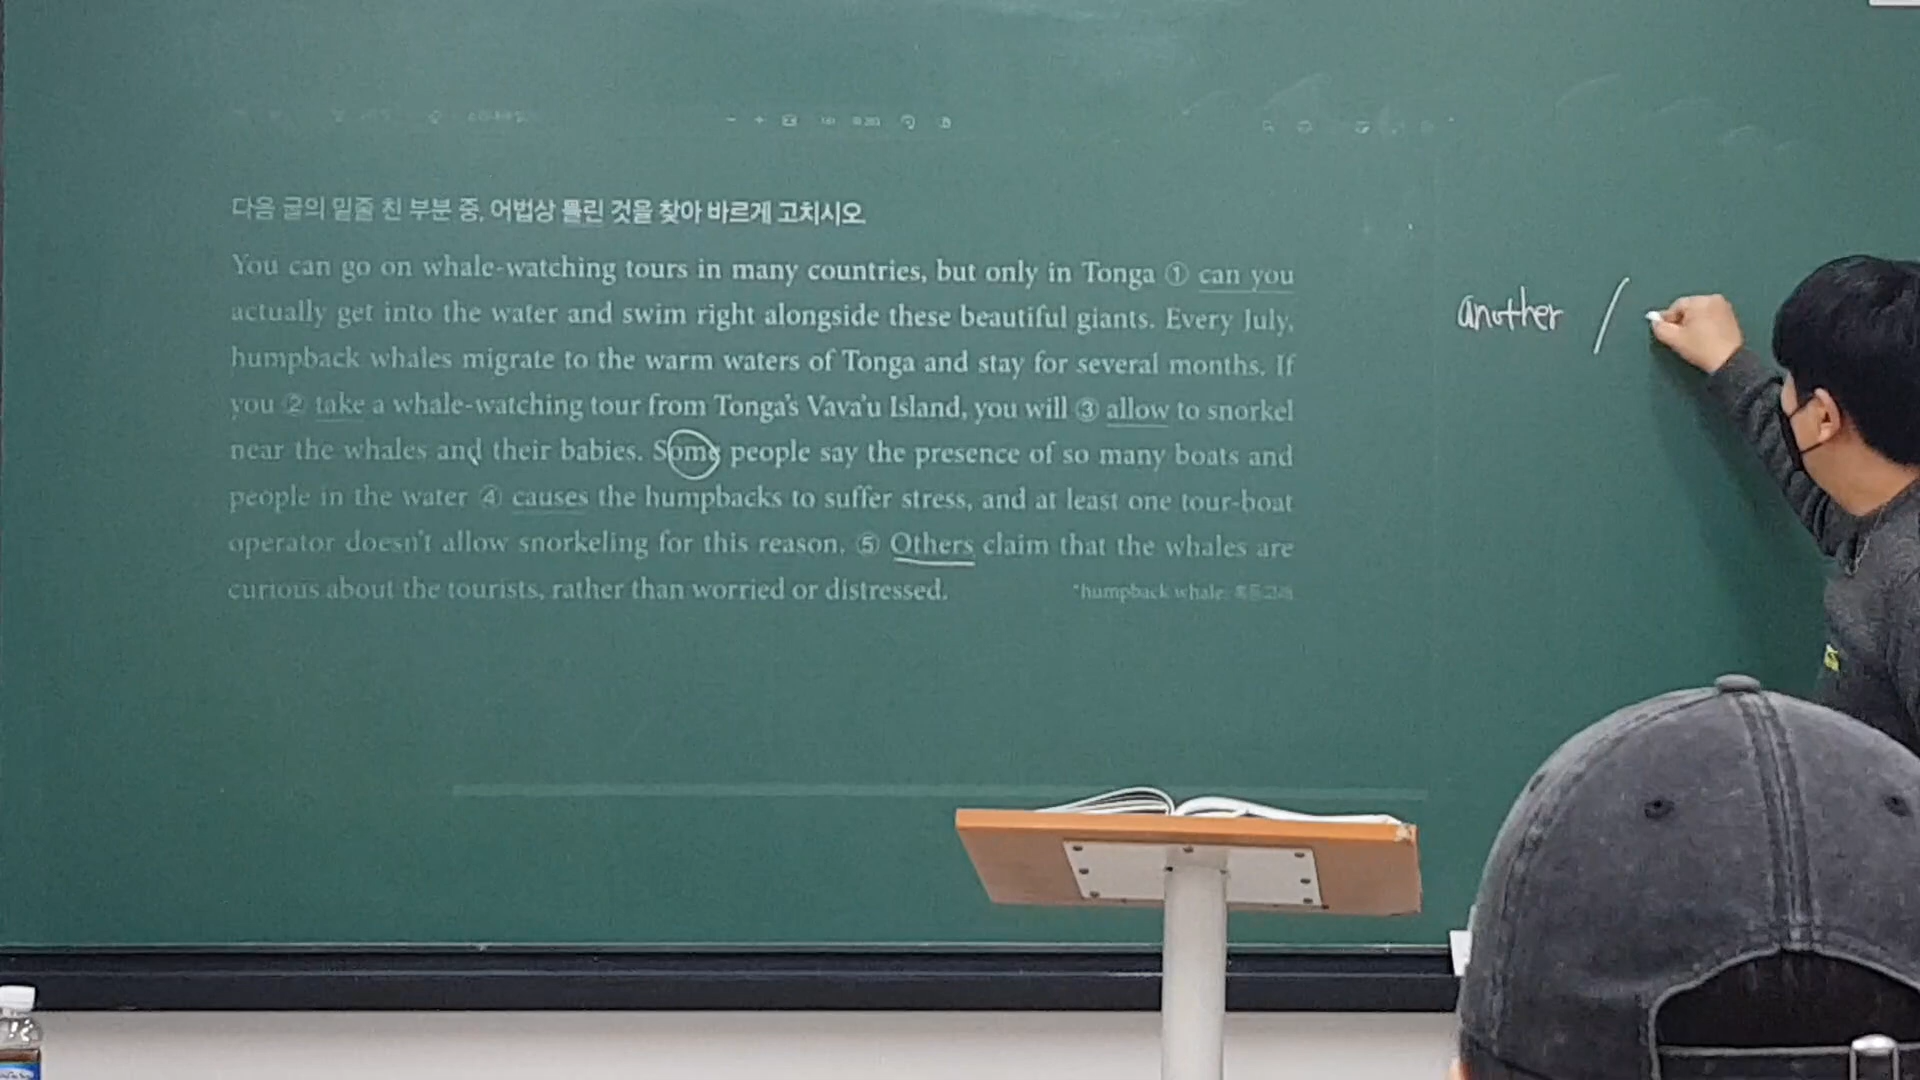 다음 글의 밑줄 친 부분 중, 어법상 틀린 것을 찾아 바르게 고치시오.
You can go on whale-watching tours in many countries, but only in Tonga ① can you
actually get into the water and swim right alongside these beautiful giants. Every July,
humpback whales migrate to the warm waters of Tonga and stay for several months. If
you ② take a whale-watching tour from Tonga's Vava'u Island, you will ③ allow to snorkel
near the whales and their babies. Some people say the presence of so many boats and
people in the water ④ causes the humpbacks to suffer stress, and at least one tour-boat
operator doesn't allow snorkeling for this reason. ⑤ Others claim that the whales are
curious about the tourists, rather than worried or distressed.
*humpback whale: 혹등고래
another /